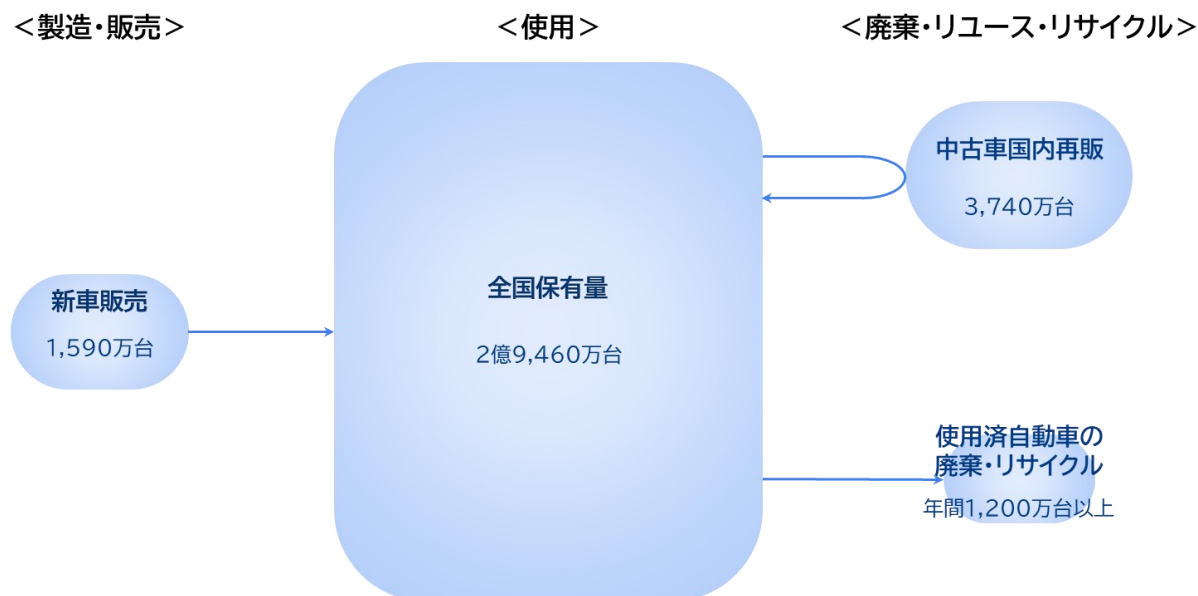 ＜製造・販売＞
＜使用＞
＜廃棄・リユース・リサイクル＞
中古車国内再販
3,740万台
新車販売
1,590万台
全国保有量
2億9,460万台
使用済自動車の
廃棄・リサイクル
年間1,200万台以上